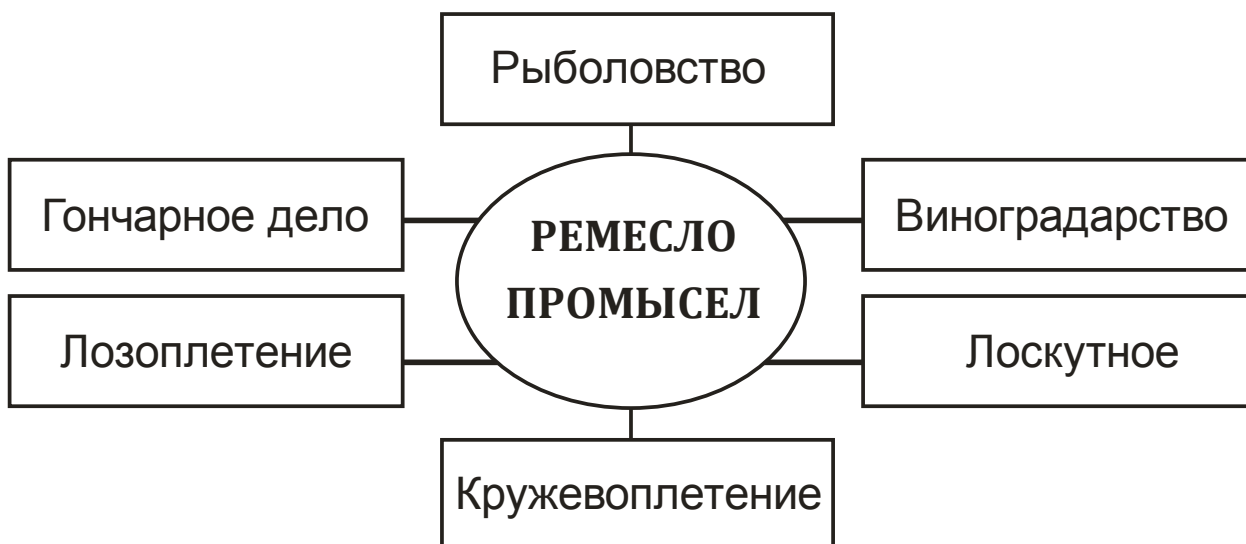 Рыболовство
Гончарное дело
РЕМЕСЛО
ПРОМЫСЕЛ
Виноградарство
Лозоплетение
Лоскутное
Кружевоплетение